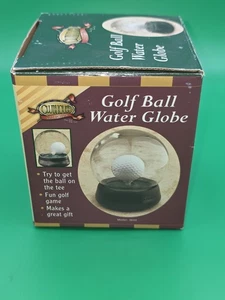 Golf Ball
Water
Globe
Golf Ball
Water Globe
• Try to get
the ball on
the tee
• Fun golf
game
• Makes a
great gift